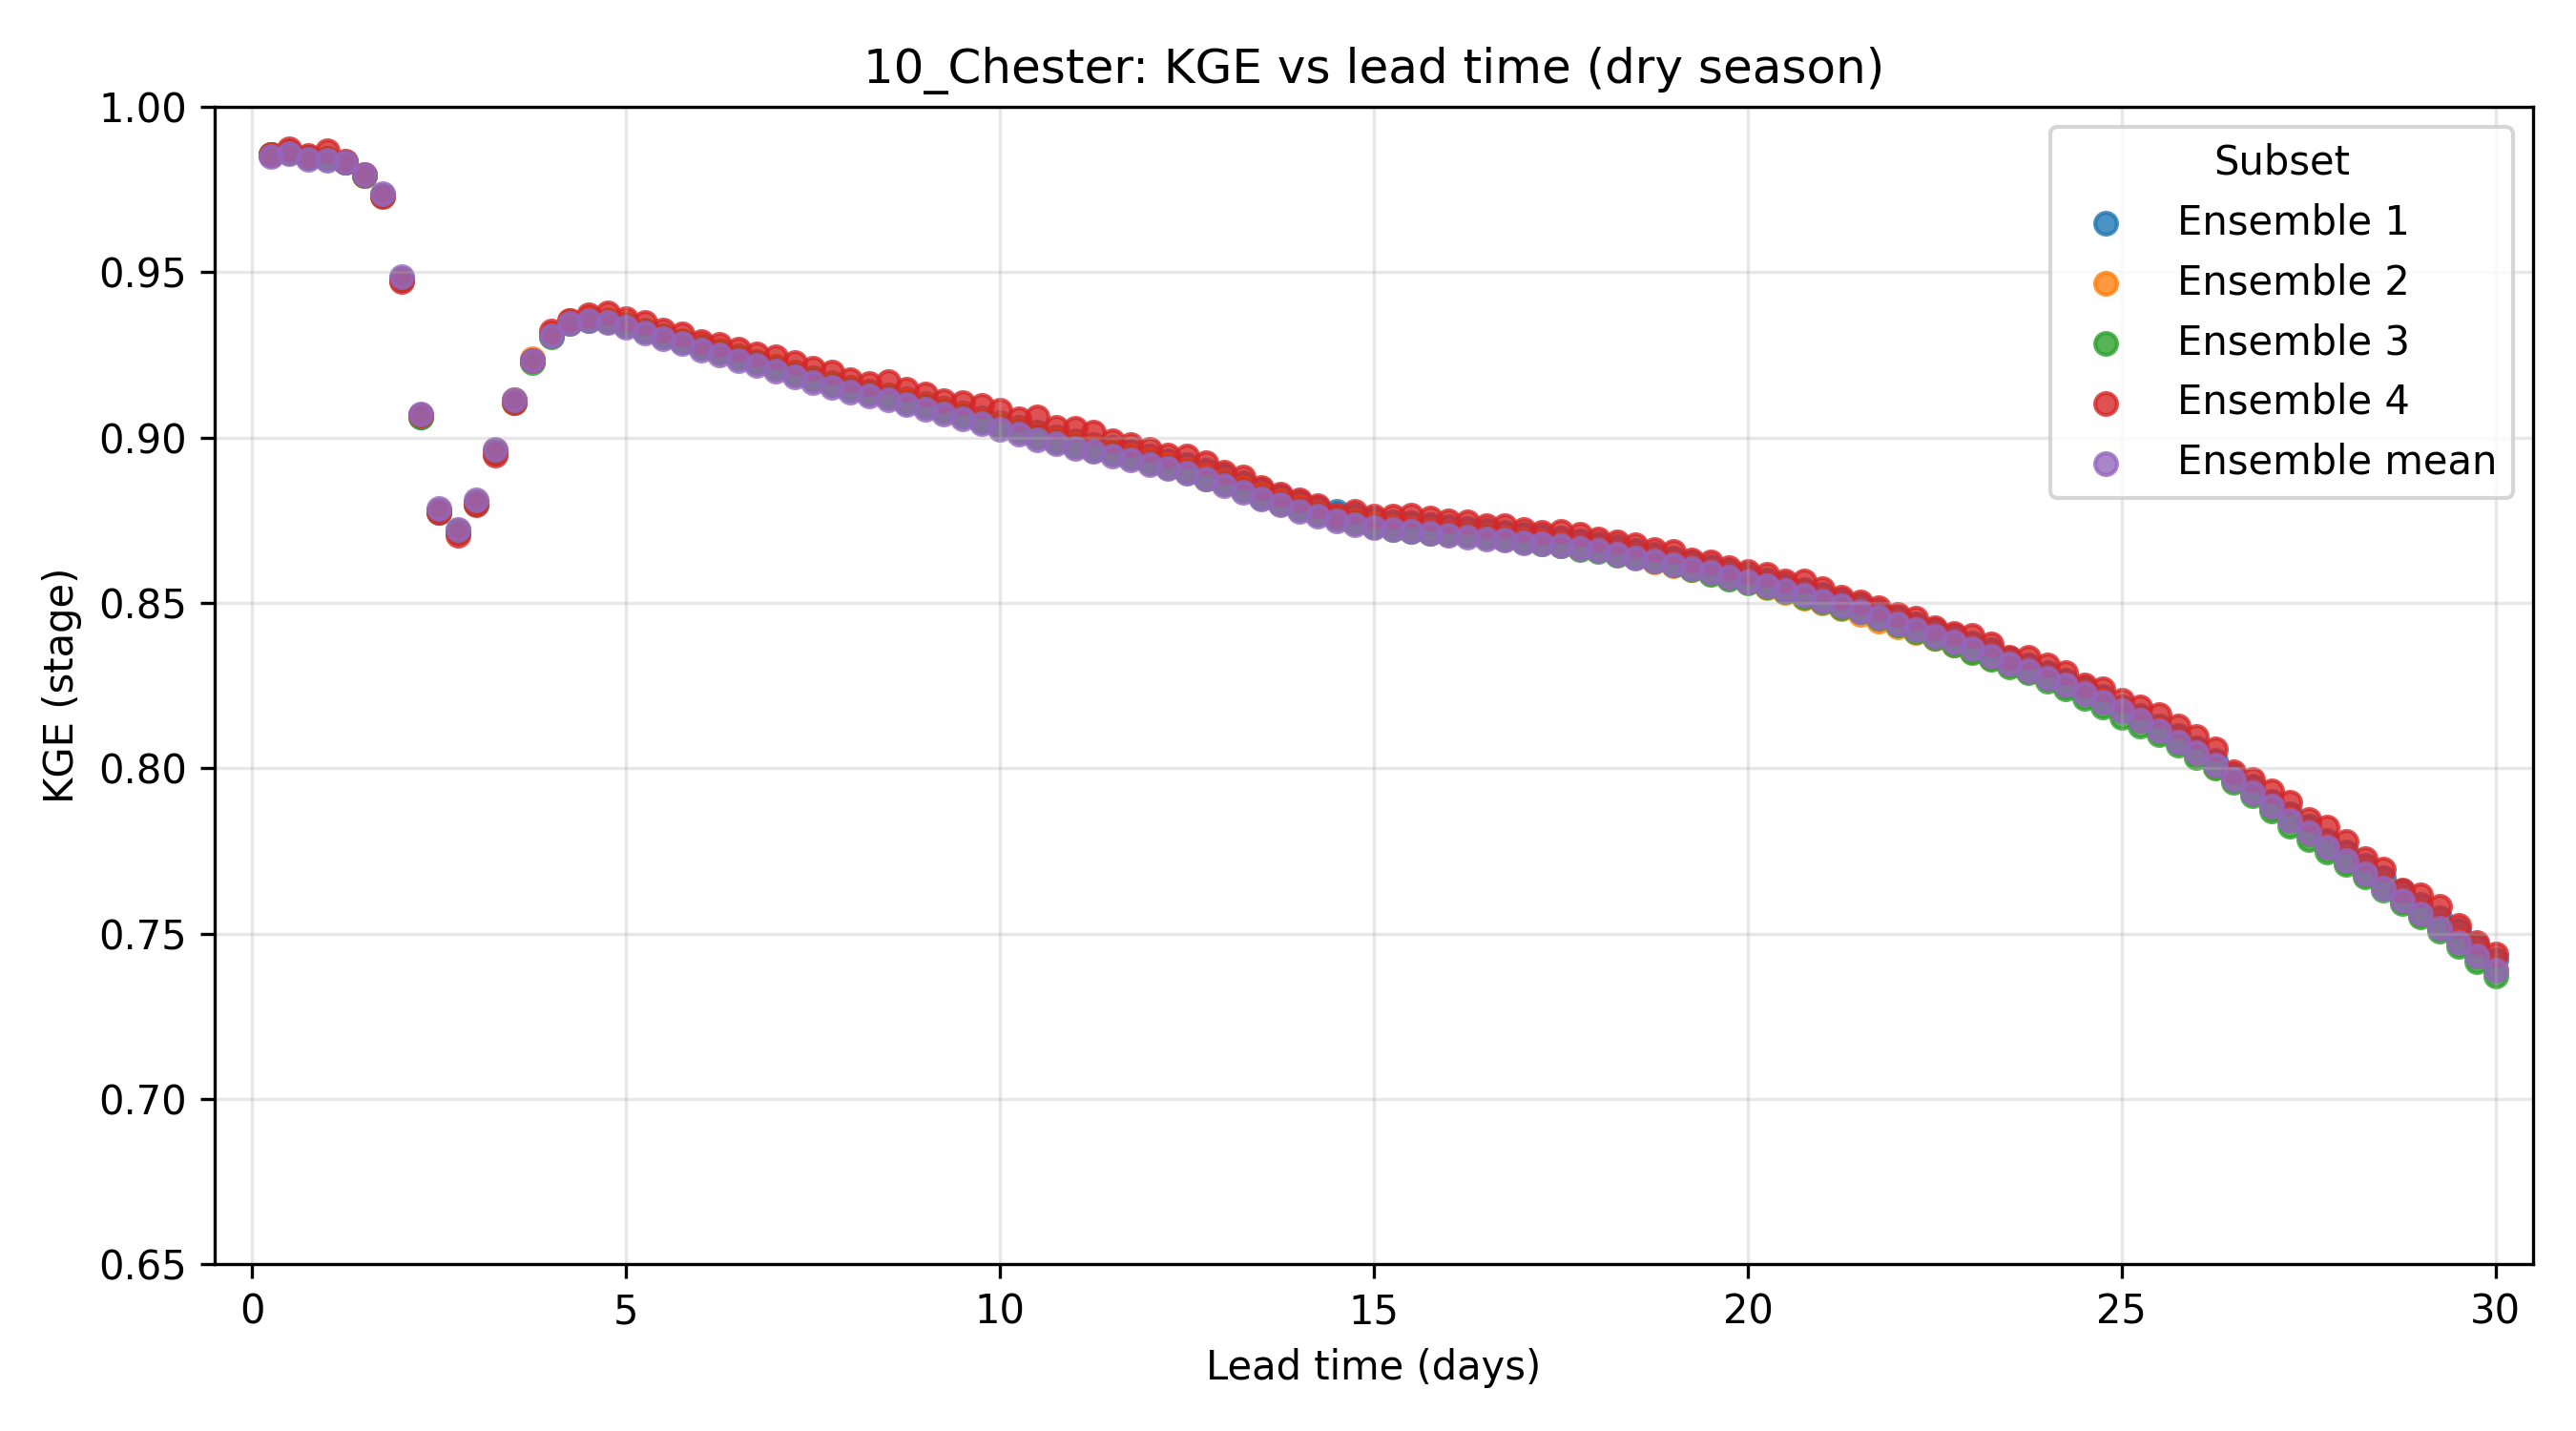 10_Chester: KGE vs lead time (dry season)
1.00
0.95
0.90
0.85
0.80
0.75
0.70
0.65
KGE (stage)
Subset
Ensemble 1
Ensemble 2
Ensemble 3
Ensemble 4
Ensemble mean
0 5 10 15 20 25 30
Lead time (days)